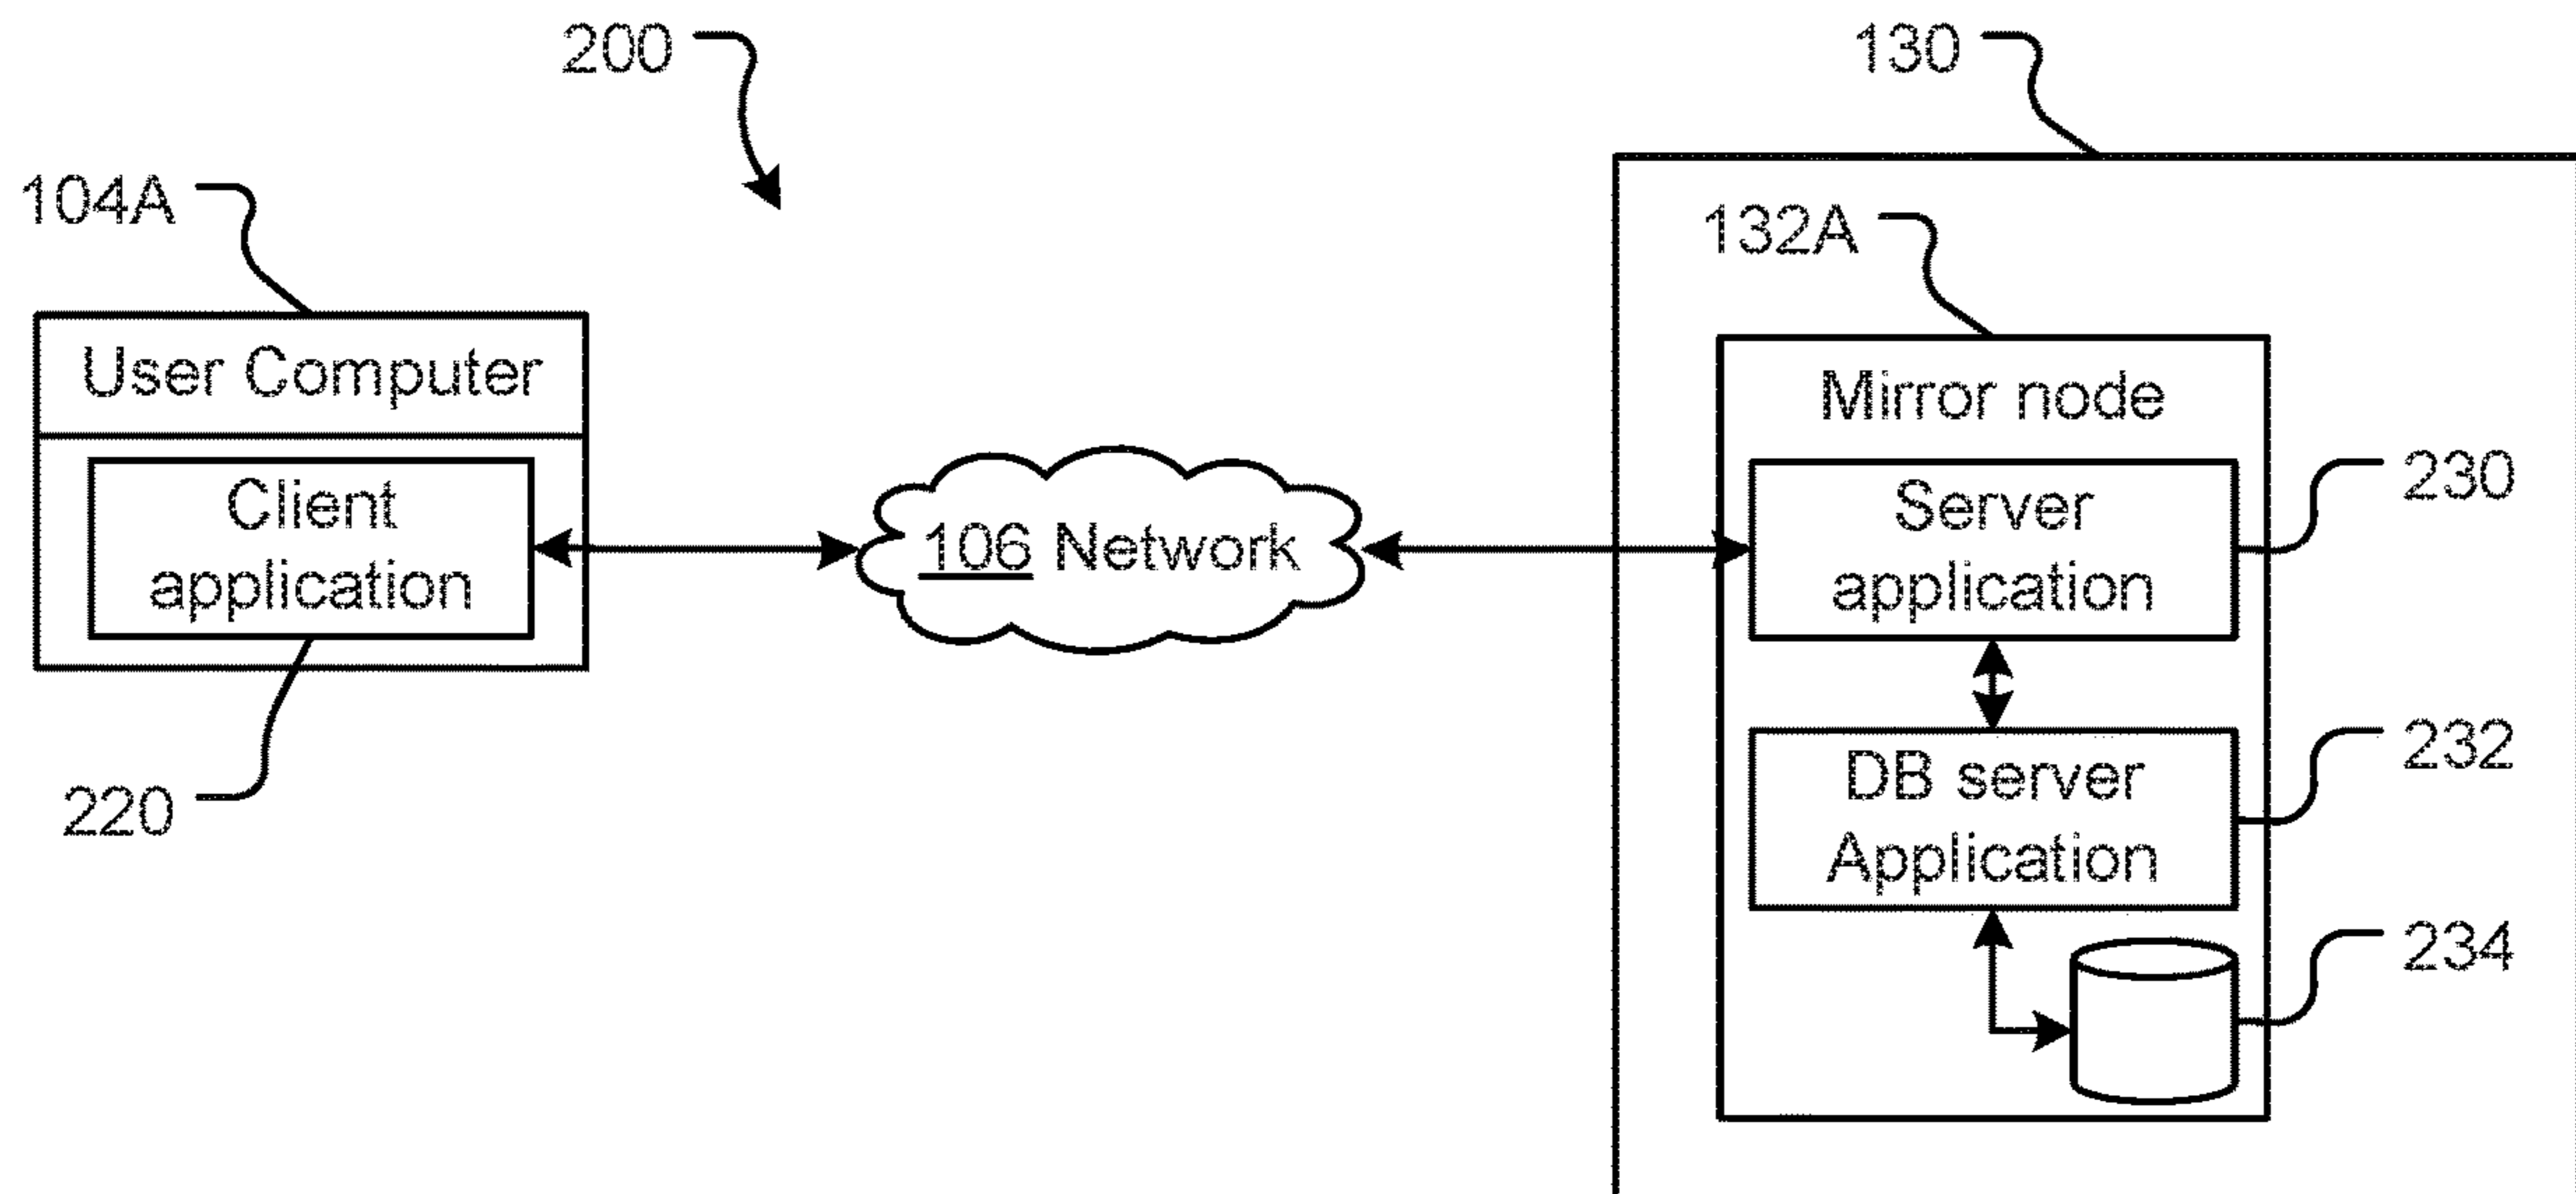 200
130
104A
132A
User Computer
Mirror node
Client
application
106 Network
Server
application
230
220
DB server
Application
232
234